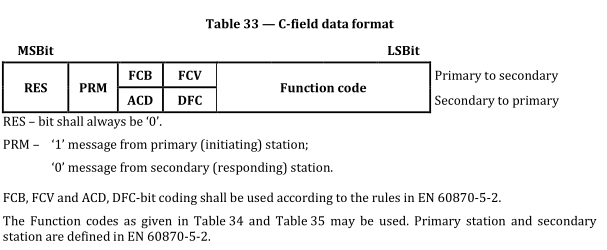 Table 33 — C-field data format
MSBit LSBit
RES PRM FCB FCV Function code Primary to secondary
ACD DFC Secondary to primary
RES – bit shall always be ‘0’.
PRM – ‘1’ message from primary (initiating) station;
‘0’ message from secondary (responding) station.
FCB, FCV and ACD, DFC-bit coding shall be used according to the rules in EN 60870-5-2.
The Function codes as given in Table 34 and Table 35 may be used. Primary station and secondary
station are defined in EN 60870-5-2.